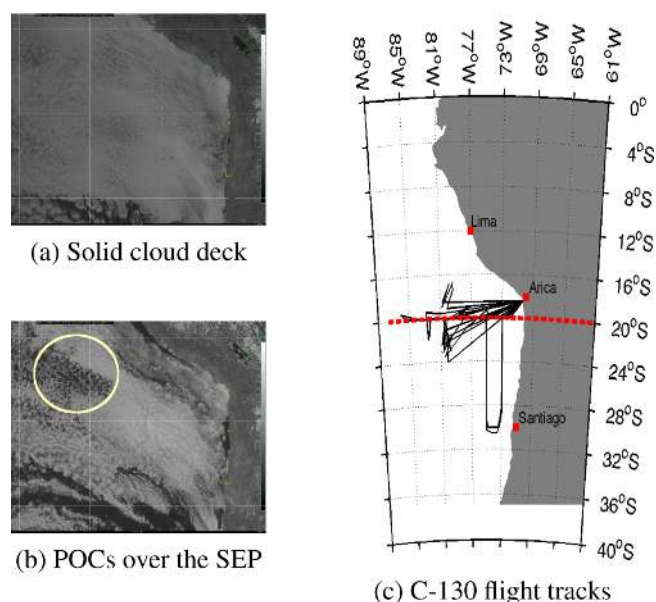 (a) Solid cloud deck
(b) POCs over the SEP
89°W
85°W
81°W
77°W
73°W
69°W
65°W
61°W
0°
4°S
8°S
Lima
12°S
16°S
Arica
20°S
24°S
28°S
Santiago
32°S
36°S
40°S
(c) C-130 flight tracks